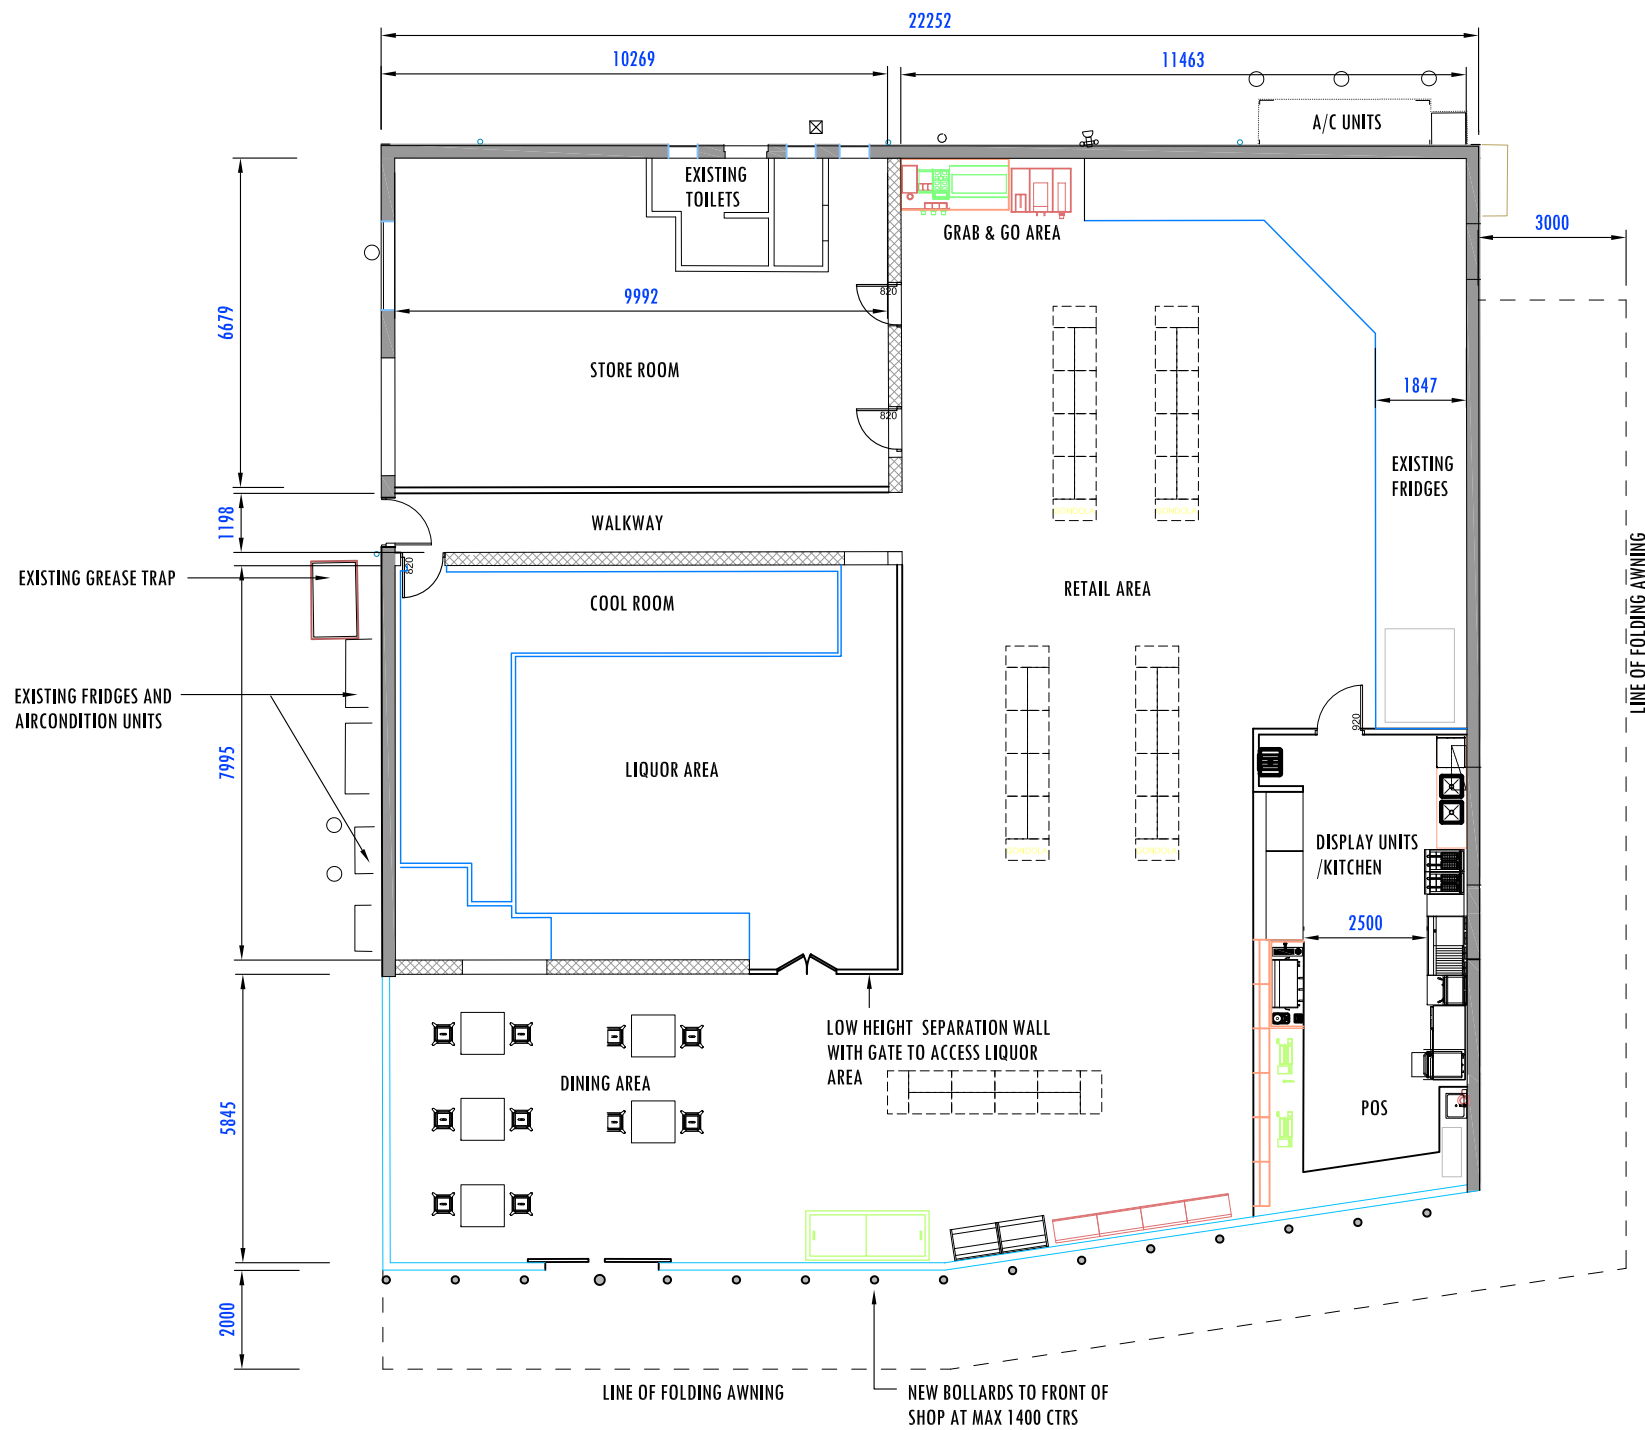 22252
10269
11463
A/C UNITS
EXISTING
TOILETS
GRAB & GO AREA
3000
820
9992
6679
STORE ROOM
1847
820
EXISTING
FRIDGES
1198
WALKWAY
LINE OF FOLDING AWNING
EXISTING GREASE TRAP
820
COOL ROOM
RETAIL AREA
EXISTING FRIDGES AND
AIRCONDITION UNITS
920
7995
LIQUOR AREA
DISPLAY UNITS
/KITCHEN
2500
LOW HEIGHT SEPARATION WALL
WITH GATE TO ACCESS LIQUOR
AREA
DINING AREA
5845
POS
2000
LINE OF FOLDING AWNING
NEW BOLLARDS TO FRONT OF
SHOP AT MAX 1400 CTRS